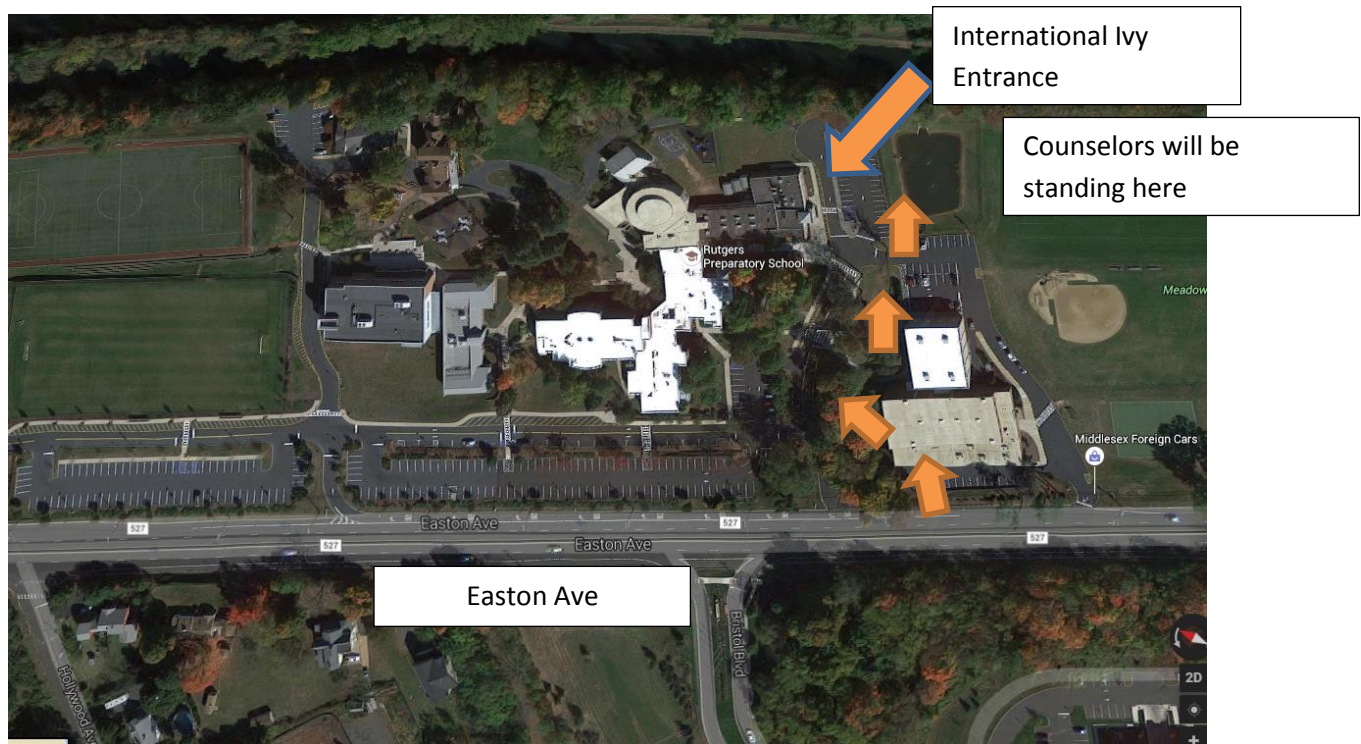 International Ivy
Entrance
Counselors will be
standing here
Rutgers
Preparatory School
Meadow
Middlesex Foreign Cars
527
Easton Ave
527
527
Easton Ave
527
Easton Ave
Bristol Blvd
Hollywood Av
2D
+